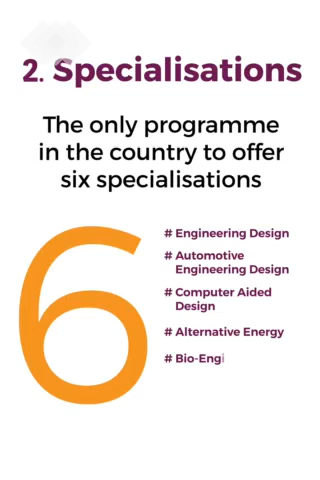 2. Specialisations
The only programme
in the country to offer
six specialisations
6
# Engineering Design
# Automotive
Engineering Design
# Computer Aided
Design
# Alternative Energy
# Bio-Engi